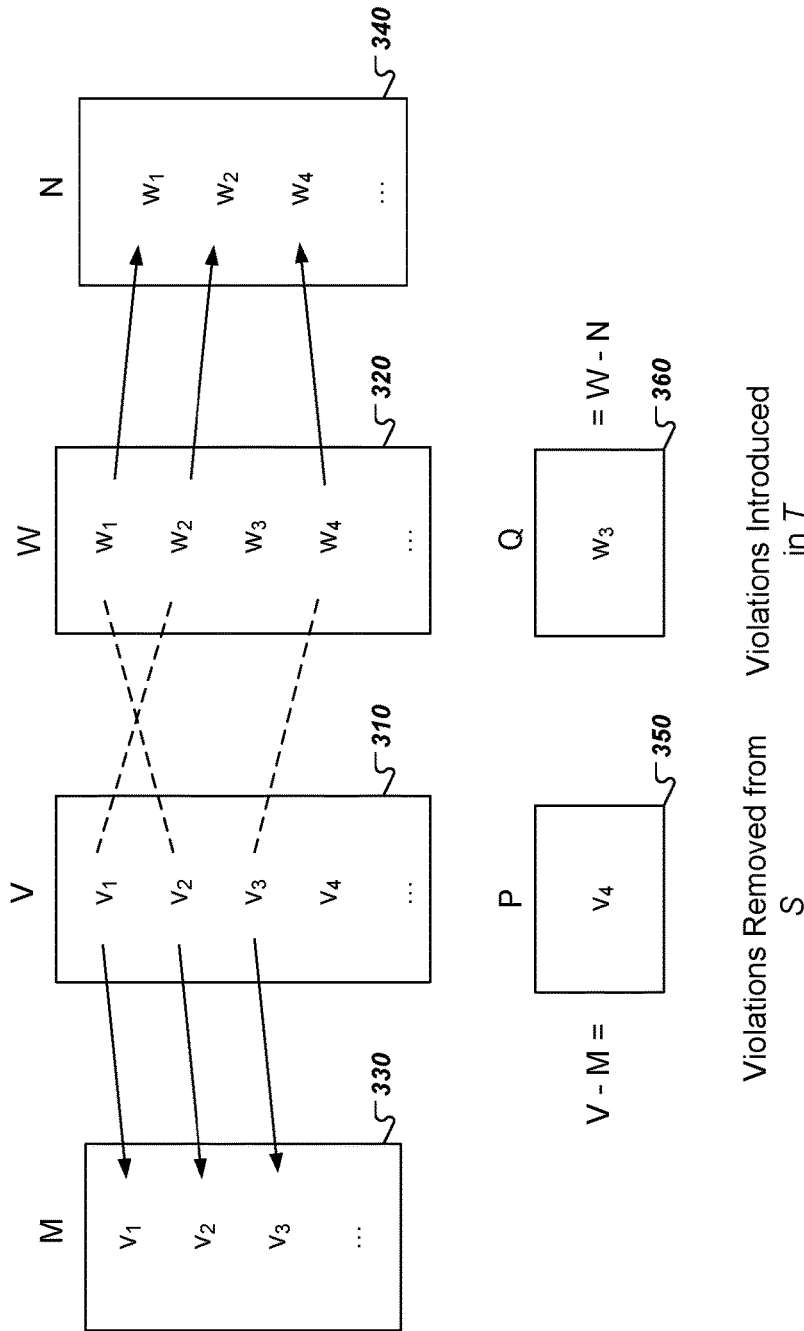 M
V
W
N
v1
v2
v3
...
330
v1
v2
v3
v4
...
310
w1
w2
w3
w4
...
320
w1
w2
w4
...
340
V - M =
P
v4
350
Q
w3
360
= W - N
Violations Removed from
S
Violations Introduced
in T